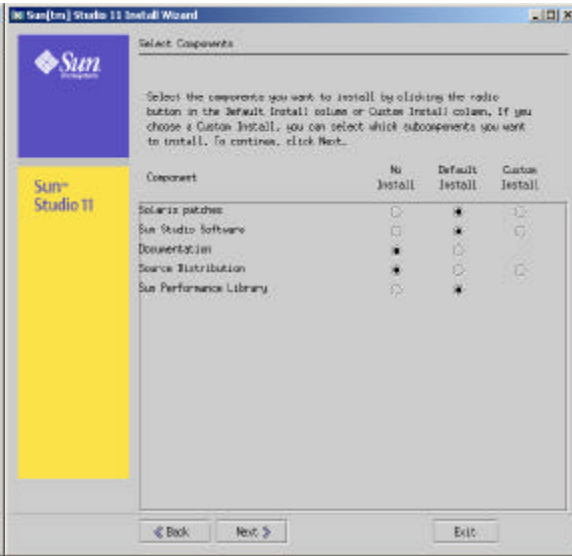 Sun[tm] Studio 11 Install Wizard
Sun
microsystems
Sun™
Studio 11
Select Components
Select the components you want to install by clicking the radio
button in the Default Install column or Custom Install column. If you
choose a Custom Install, you can select which subcomponents you want
to install. To continue, click Next.
Component No Install Default Install Custom Install
Solaris patches
Sun Studio Software
Documentation
Source Distribution
Sun Performance Library
Back Next Exit